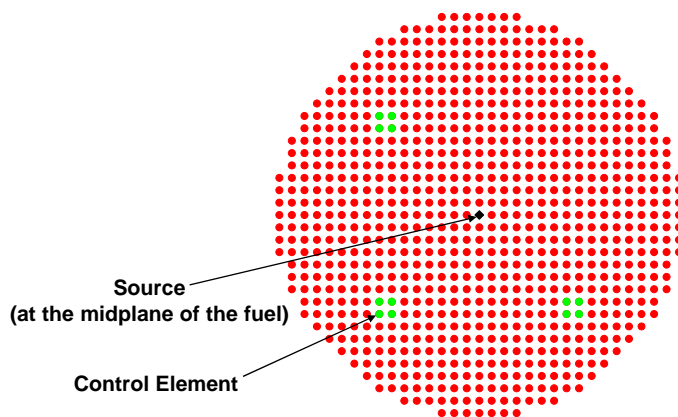 Source
(at the midplane of the fuel)
Control Element